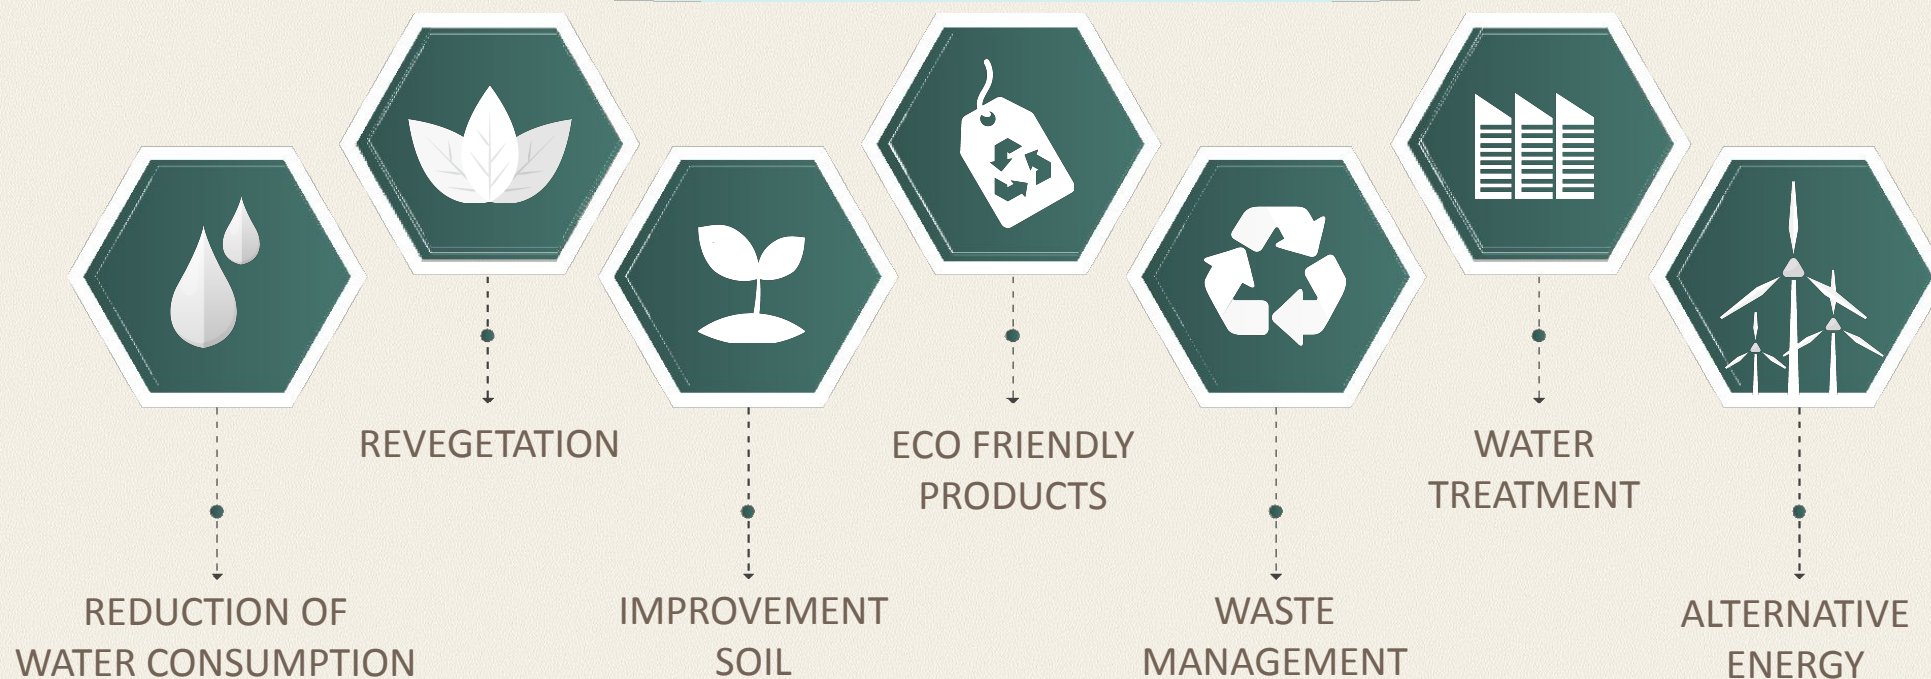 REVEGETATION
ECO FRIENDLY
PRODUCTS
WATER
TREATMENT
REDUCTION OF
WATER CONSUMPTION
IMPROVEMENT
SOIL
WASTE
MANAGEMENT
ALTERNATIVE
ENERGY